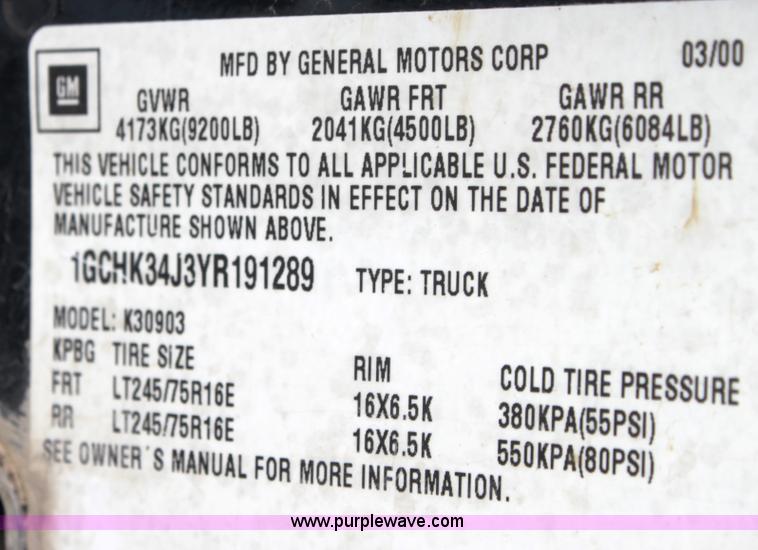 MFD BY GENERAL MOTORS CORP 03/00
GM
GVWR GAWR FRT GAWR RR
4173KG(9200LB) 2041KG(4500LB) 2760KG(6084LB)
THIS VEHICLE CONFORMS TO ALL APPLICABLE U.S. FEDERAL MOTOR
VEHICLE SAFETY STANDARDS IN EFFECT ON THE DATE OF
MANUFACTURE SHOWN ABOVE.
1GCHK34J3YR191289 TYPE: TRUCK
MODEL: K30903
KPBG TIRE SIZE RIM COLD TIRE PRESSURE
FRT LT245/75R16E 16X6.5K 380KPA(55PSI)
RR LT245/75R16E 16X6.5K 550KPA(80PSI)
SEE OWNER'S MANUAL FOR MORE INFORMATION.
www.purplewave.com